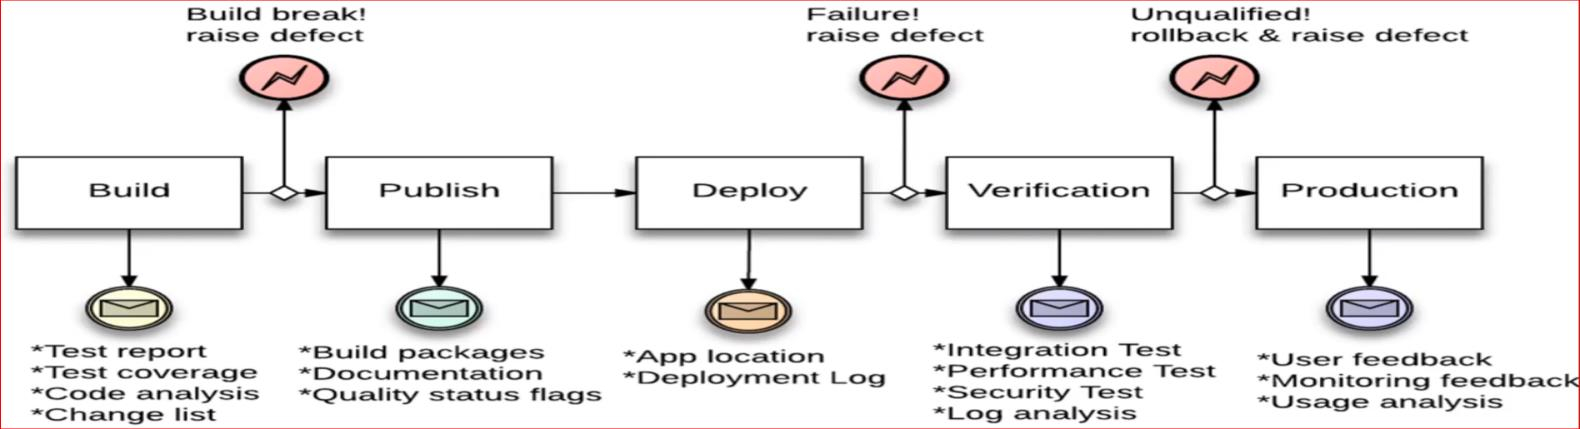 Build break!
raise defect
Failure!
raise defect
Unqualified!
rollback & raise defect
Build
Publish
Deploy
Verification
Production
*Test report
*Test coverage
*Code analysis
*Change list
*Build packages
*Documentation
*Quality status flags
*App location
*Deployment Log
*Integration Test
*Performance Test
*Security Test
*Log analysis
*User feedback
*Monitoring feedback
*Usage analysis